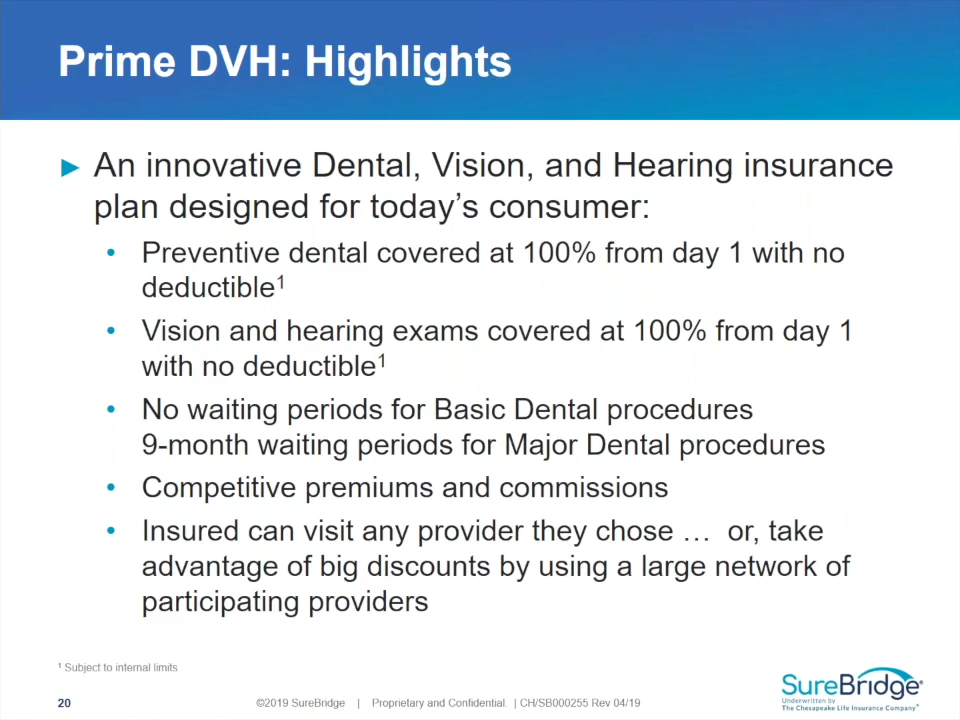 Prime DVH: Highlights
► An innovative Dental, Vision, and Hearing insurance
plan designed for today’s consumer:
• Preventive dental covered at 100% from day 1 with no
deductible¹
• Vision and hearing exams covered at 100% from day 1
with no deductible¹
• No waiting periods for Basic Dental procedures
9-month waiting periods for Major Dental procedures
• Competitive premiums and commissions
• Insured can visit any provider they chose … or, take
advantage of big discounts by using a large network of
participating providers
¹ Subject to internal limits
20
©2019 SureBridge | Proprietary and Confidential. | CH/SB000255 Rev 04/19
SureBridge®
Underwritten by
The Chesapeake Life Insurance Company®